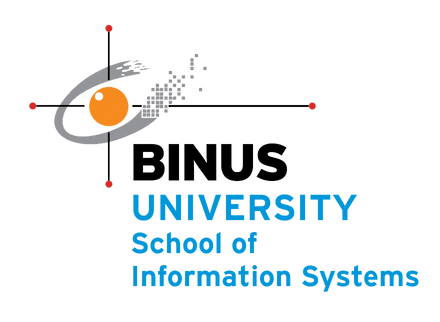 BINUS
UNIVERSITY
School of
Information Systems